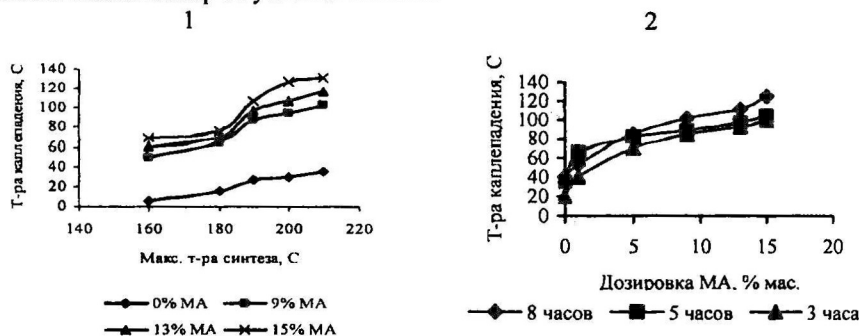 1
Т-ра каплепадения, С
140
120
100
80
60
40
20
0
140 160 180 200 220
Макс. т-ра синтеза, С
0% МА 9% МА
13% МА 15% МА
2
Т-ра каплепадения, С
140
120
100
80
60
40
20
0
0 5 10 15 20
Дозировка МА, % мас.
8 часов 5 часов 3 часа